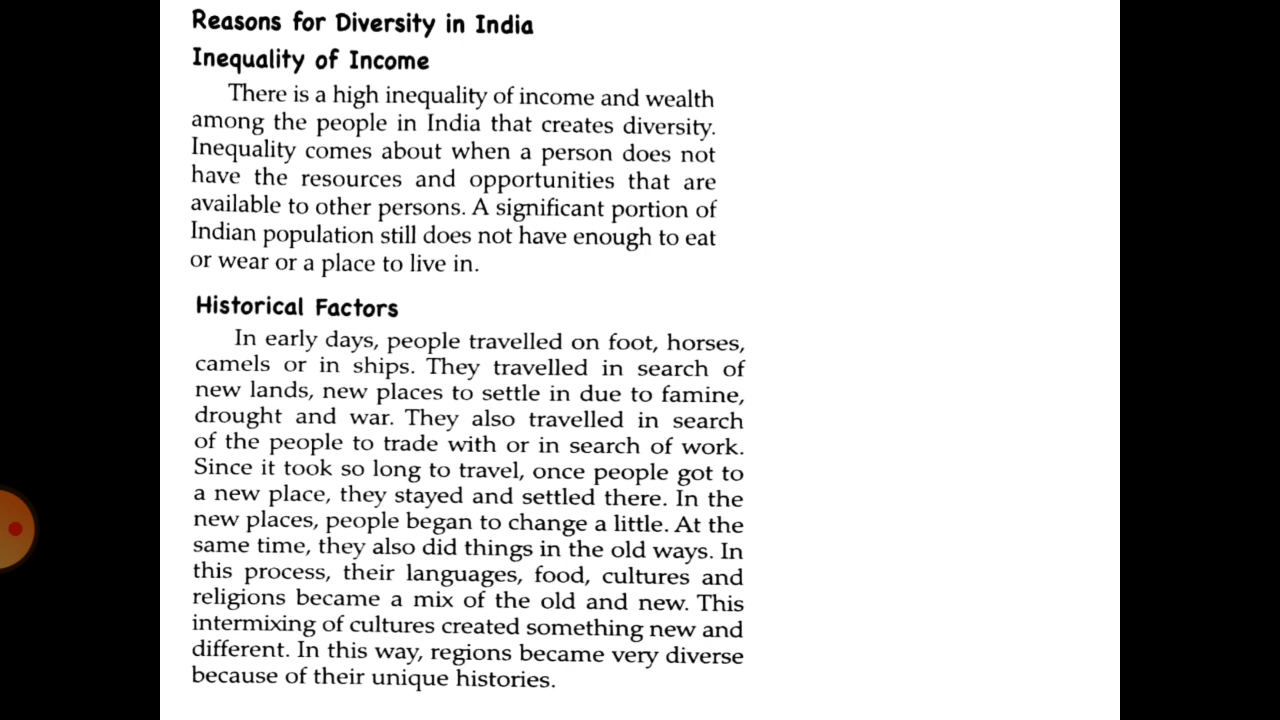 Reasons for Diversity in India
Inequality of Income
There is a high inequality of income and wealth
among the people in India that creates diversity.
Inequality comes about when a person does not
have the resources and opportunities that are
available to other persons. A significant portion of
Indian population still does not have enough to eat
or wear or a place to live in.
Historical Factors
In early days, people travelled on foot, horses,
camels or in ships. They travelled in search of
new lands, new places to settle in due to famine,
drought and war. They also travelled in search
of the people to trade with or in search of work.
Since it took so long to travel, once people got to
a new place, they stayed and settled there. In the
new places, people began to change a little. At the
same time, they also did things in the old ways. In
this process, their languages, food, cultures and
religions became a mix of the old and new. This
intermixing of cultures created something new and
different. In this way, regions became very diverse
because of their unique histories.